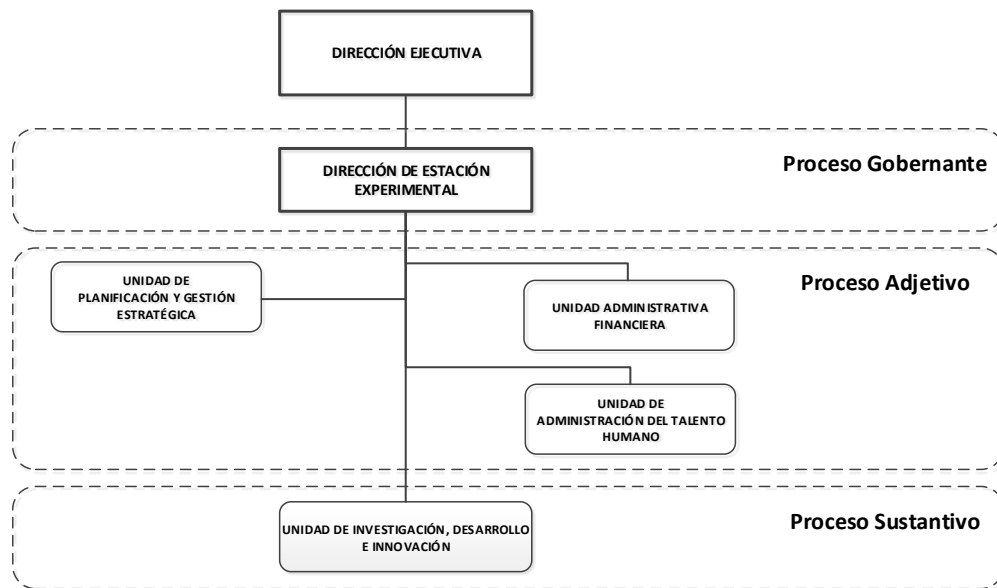 DIRECCIÓN EJECUTIVA
Proceso Gobernante
DIRECCIÓN DE ESTACIÓN
EXPERIMENTAL
Proceso Adjetivo
UNIDAD DE
PLANIFICACIÓN Y GESTIÓN
ESTRATÉGICA
UNIDAD ADMINISTRATIVA
FINANCIERA
UNIDAD DE
ADMINISTRACIÓN DEL TALENTO
HUMANO
Proceso Sustantivo
UNIDAD DE INVESTIGACIÓN, DESARROLLO
E INNOVACIÓN